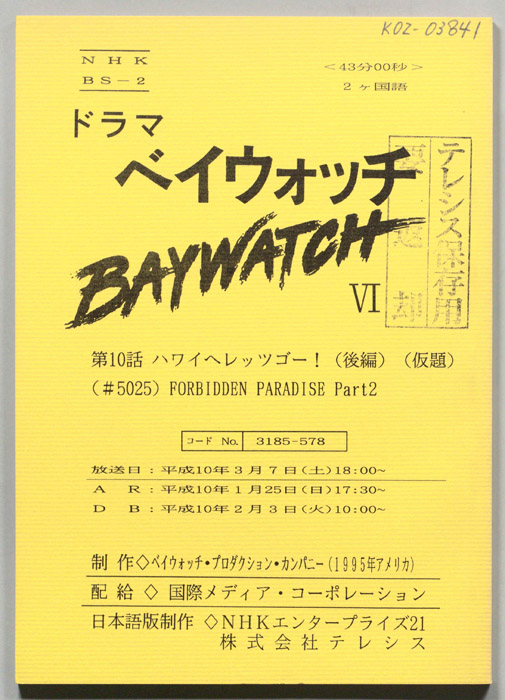 KOZ-03841
NHK
BS-2
<43分00秒>
2ヶ国語
ドラマ
ベイウォッチ
BAYWATCH
VI
テレシス保存用
要返却
第10話 ハワイへレッツゴー!(後編)(仮題)
(#5025) FORBIDDEN PARADISE Part2
コード No. 3185-578
放送日:平成10年3月7日(土)18:00~
A R:平成10年1月25日(日)17:30~
D B:平成10年2月3日(火)10:00~
制作◇ベイウォッチ・プロダクション・カンパニー(1995年アメリカ)
配給◇国際メディア・コーポレーション
日本語版制作◇NHKエンタープライズ21
株式会社テレシス